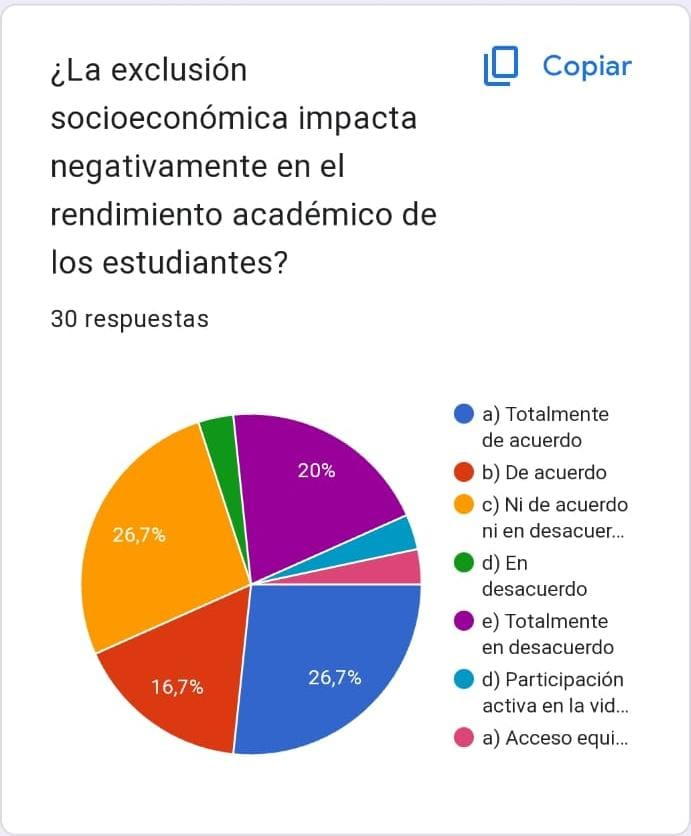 ¿La exclusión
socioeconómica impacta
negativamente en el
rendimiento académico de
los estudiantes?
Copiar
30 respuestas
20%
26,7%
16,7%
26,7%
a) Totalmente
de acuerdo
b) De acuerdo
c) Ni de acuerdo
ni en desacuer...
d) En
desacuerdo
e) Totalmente
en desacuerdo
d) Participación
activa en la vid...
a) Acceso equi...